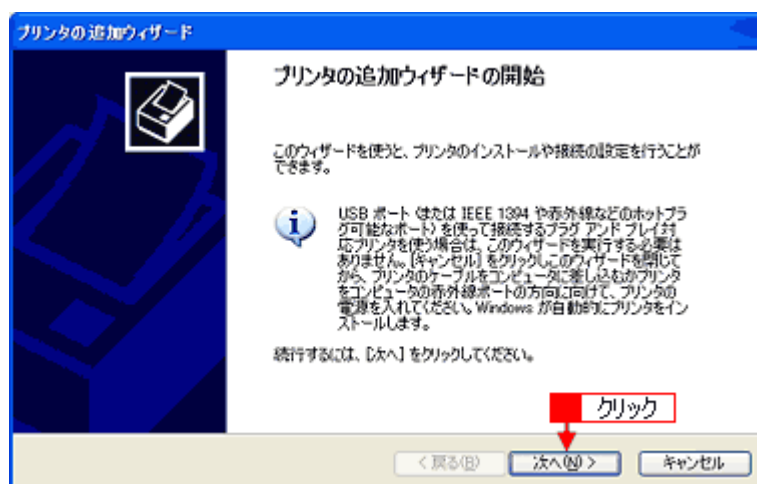 プリンタの追加ウィザード
プリンタの追加ウィザードの開始
このウィザードを使うと、プリンタのインストールや接続の設定を行うことが
できます。
USB ポート (または IEEE 1394 や赤外線などのホットプラ
グ可能なポート) を使って接続するプラグ アンド プレイ対
応プリンタを使う場合は、このウィザードを実行する必要は
ありません。[キャンセル] をクリックしこのウィザードを閉じて
から、プリンタのケーブルをコンピュータに差し込むかプリンタ
をコンピュータの赤外線ポートの方向に向けて、プリンタの
電源を入れてください。Windows が自動的にプリンタをイン
ストールします。
続行するには、[次へ] をクリックしてください。
クリック
< 戻る(B)
次へ(N) >
キャンセル